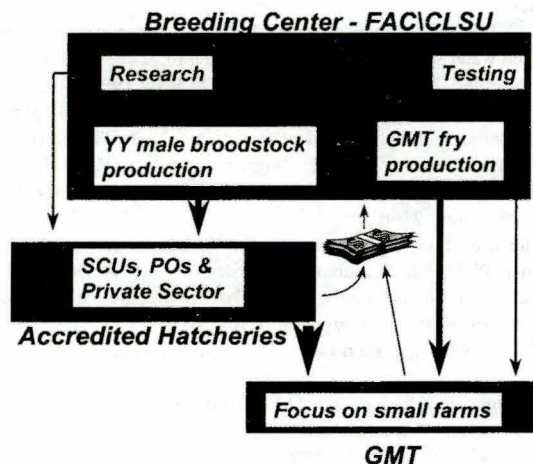 Breeding Center - FAC\CLSU
Research
Testing
YY male broodstock
production
GMT fry
production
SCUs, POs &
Private Sector
Accredited Hatcheries
Focus on small farms
GMT